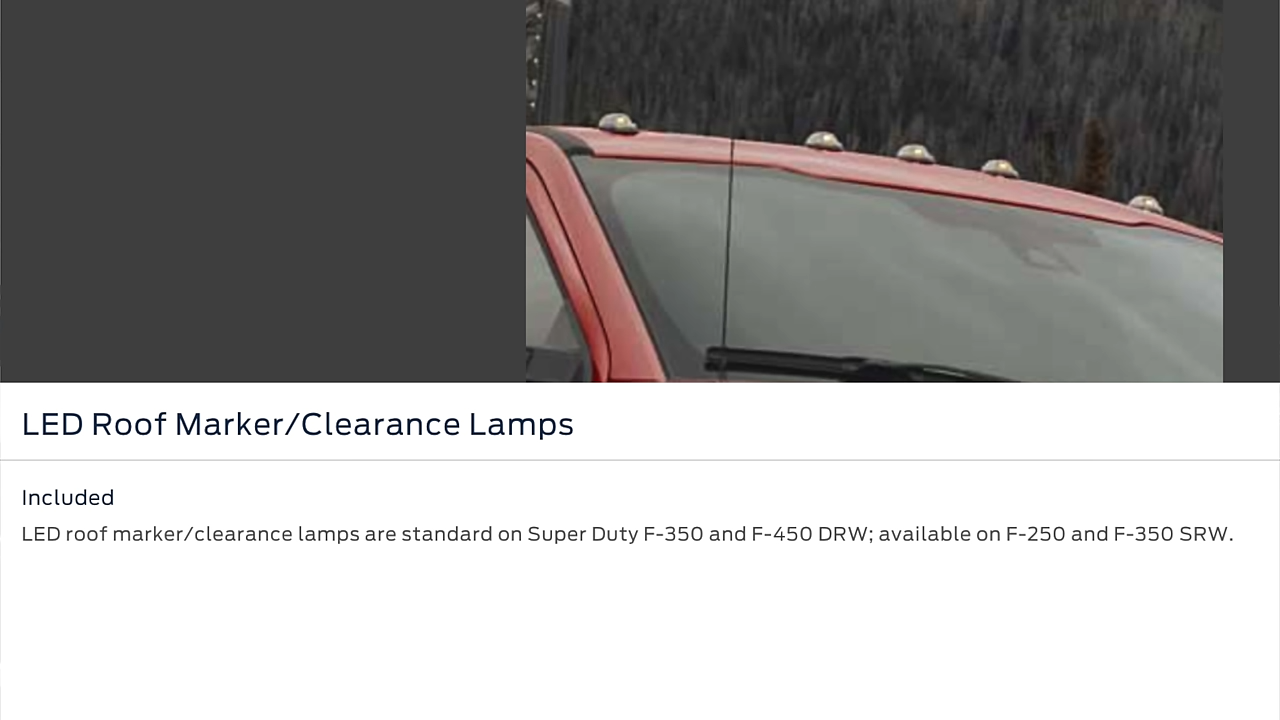 LED Roof Marker/Clearance Lamps
Included
LED roof marker/clearance lamps are standard on Super Duty F-350 and F-450 DRW; available on F-250 and F-350 SRW.